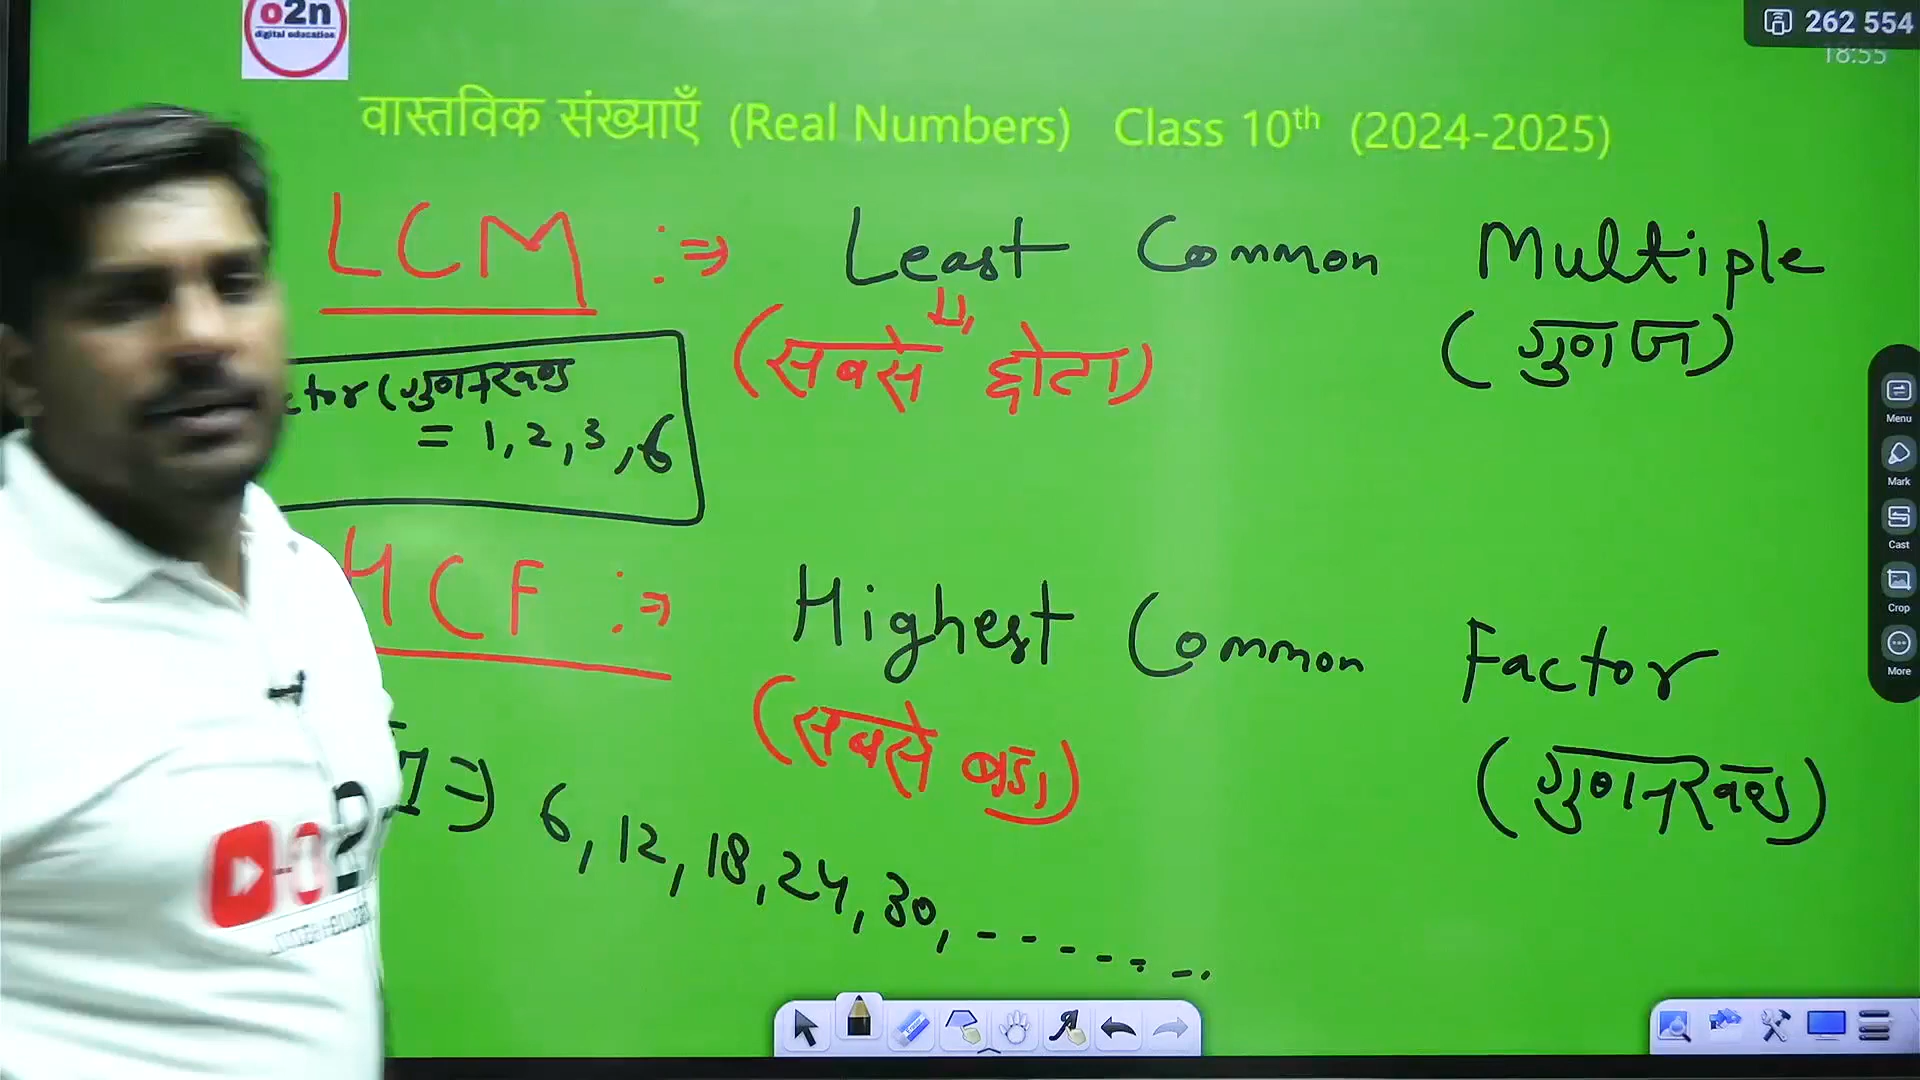 o2n
digital education
262 554
18:55
वास्तविक संख्याएँ (Real Numbers) Class 10th (2024-2025)
LCM :⇒ Least Common Multiple
(सबसे छोटा) (गुणज)
ctor (गुणनखण्ड
= 1, 2, 3, 6
HCF :⇒ Highest Common Factor
(सबसे बड़ा) (गुणनखण्ड)
⇒ 6, 12, 18, 24, 30, - - - - - - -
Menu
Mark
Cast
Crop
More